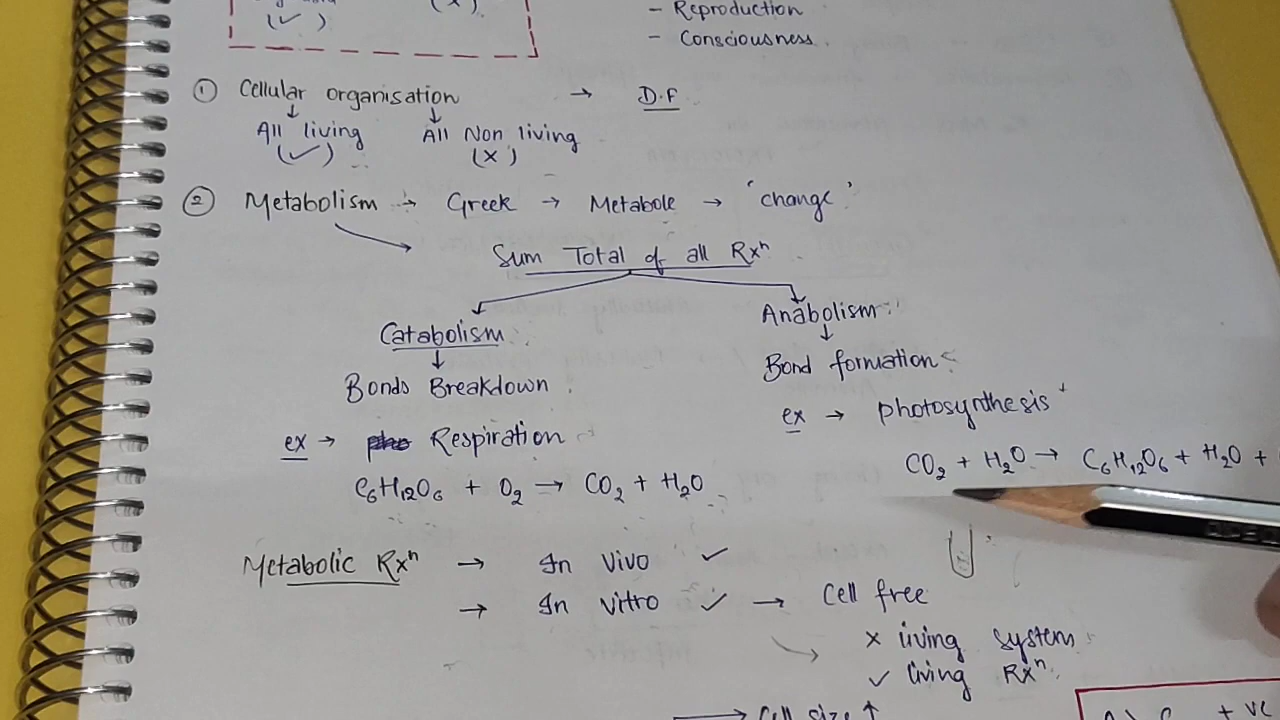 (✓)
(×)
- Reproduction
- Consciousness.
① Cellular organisation → D.F
↓ ↓
All living All Non living
(✓) (×)
② Metabolism → Greek → Metabole → 'change'
Sum Total of all Rxⁿ
Catabolism Anabolism
↓ ↓
Bonds Breakdown Bond formation
ex → Respiration ex → photosynthesis
C₆H₁₂O₆ + O₂ → CO₂ + H₂O CO₂ + H₂O → C₆H₁₂O₆ + H₂O +
Metabolic Rxⁿ → In Vivo ✓
→ In Vitro ✓ → Cell free
× living system
✓ living Rxⁿ.
→ Cell size ↑
+ ve